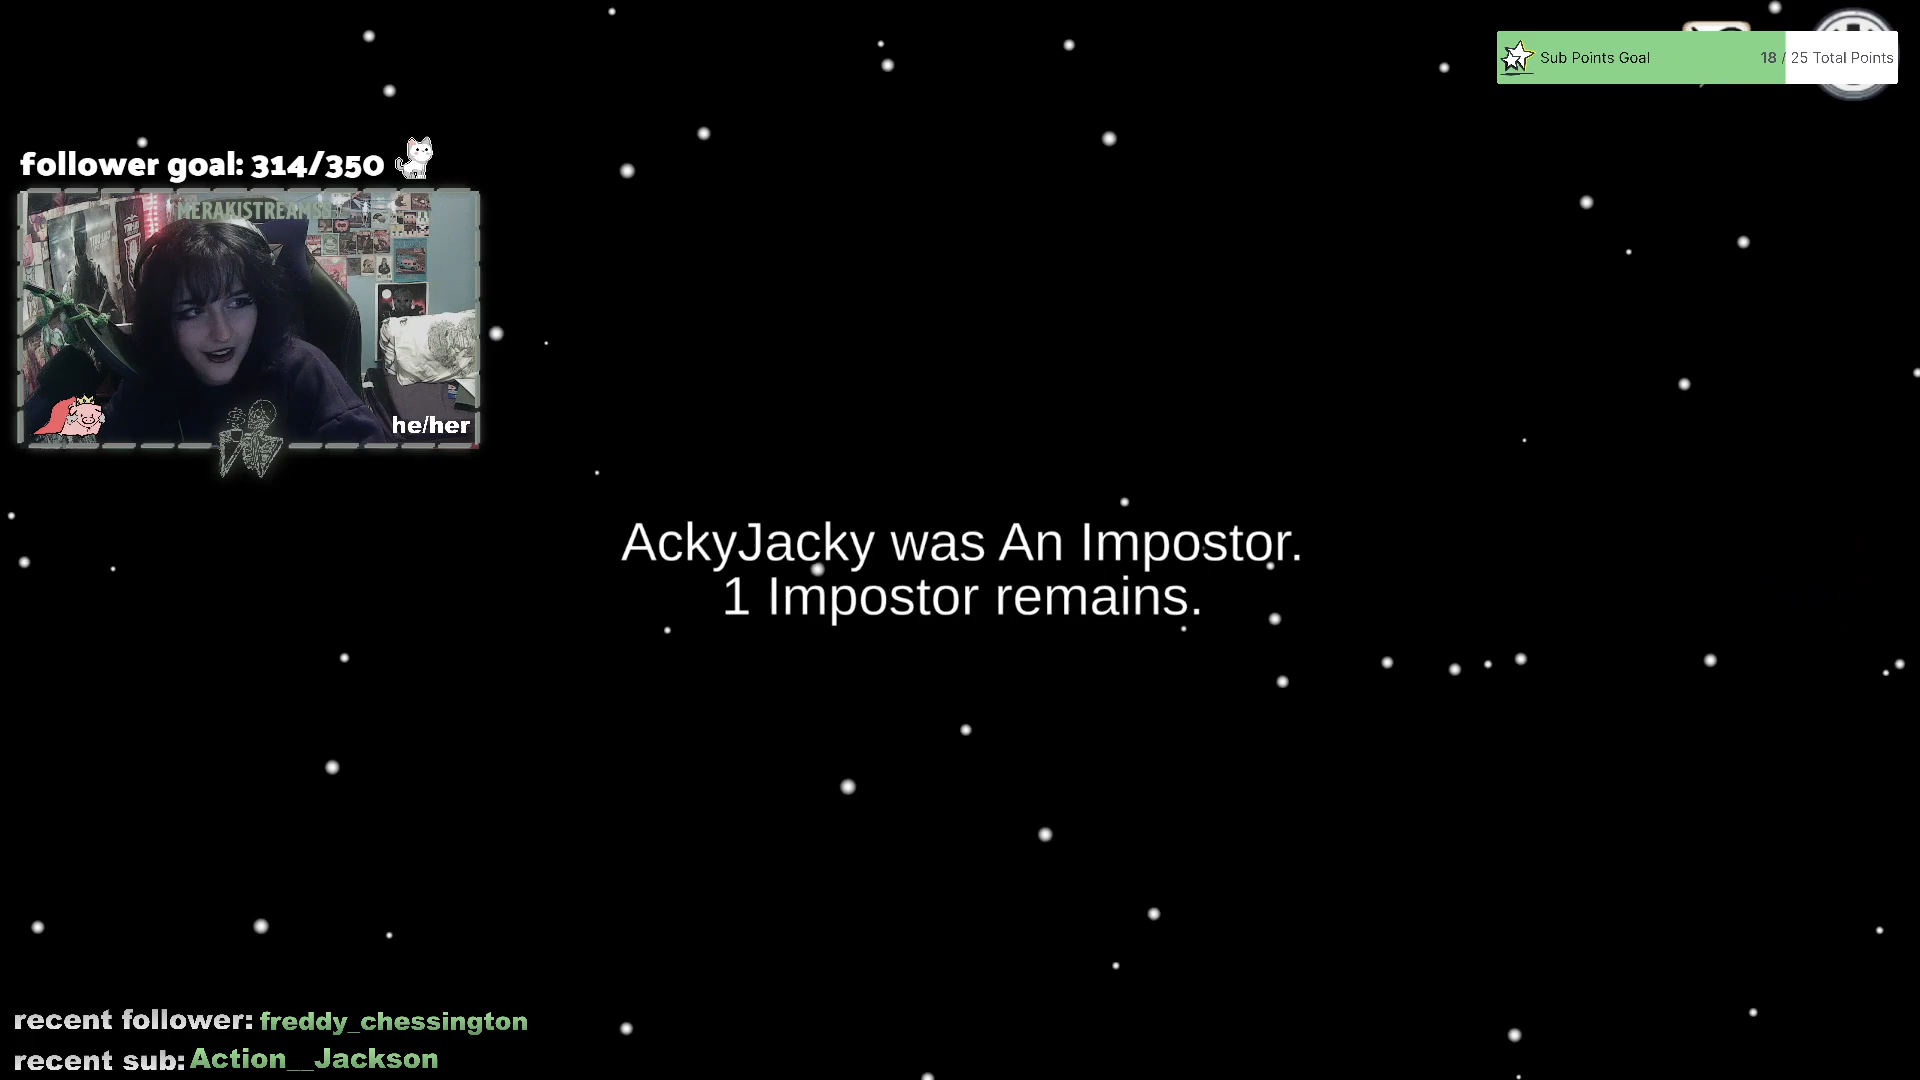 Sub Points Goal 18 / 25 Total Points
follower goal: 314/350
MERAKISTREAMSS
he/her
AckyJacky was An Impostor.
1 Impostor remains.
recent follower: freddy_chessington
recent sub: Action__Jackson